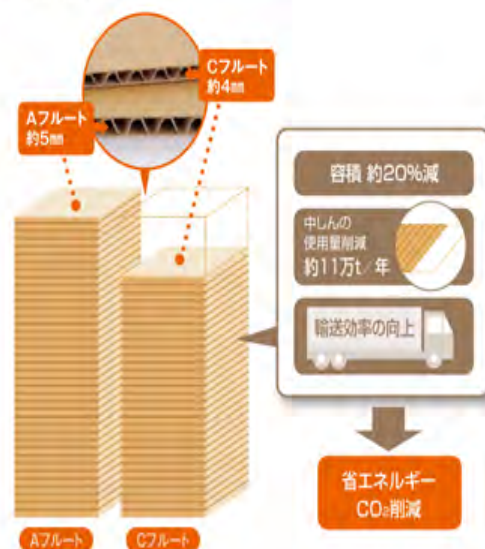 Cフルート
約4mm
Aフルート
約5mm
容積 約20%減
中しんの
使用量削減
約11万t/年
輸送効率の向上
省エネルギー
CO₂削減
Aフルート
Cフルート